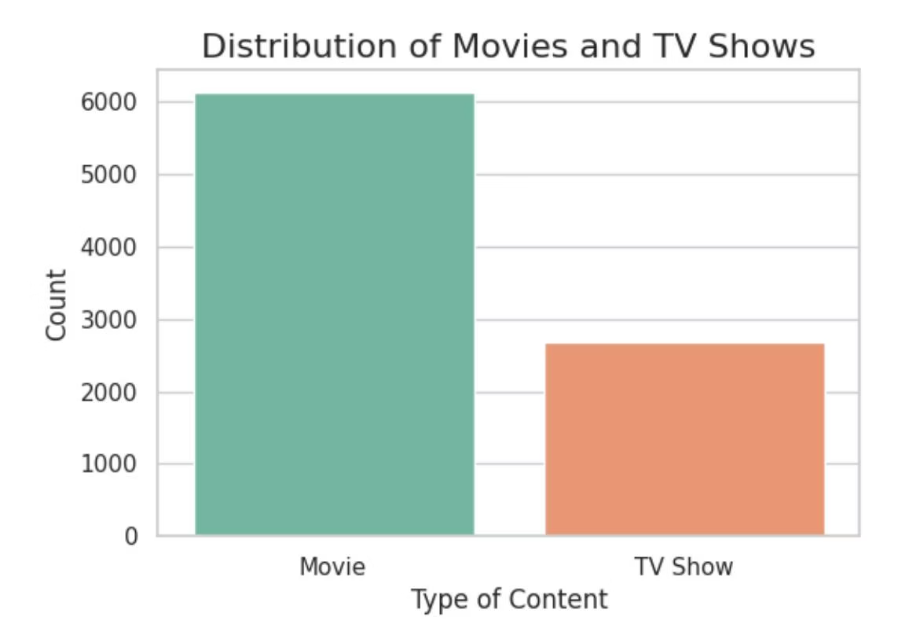 Distribution of Movies and TV Shows
6000
5000
4000
3000
2000
1000
0
Count
Movie
TV Show
Type of Content